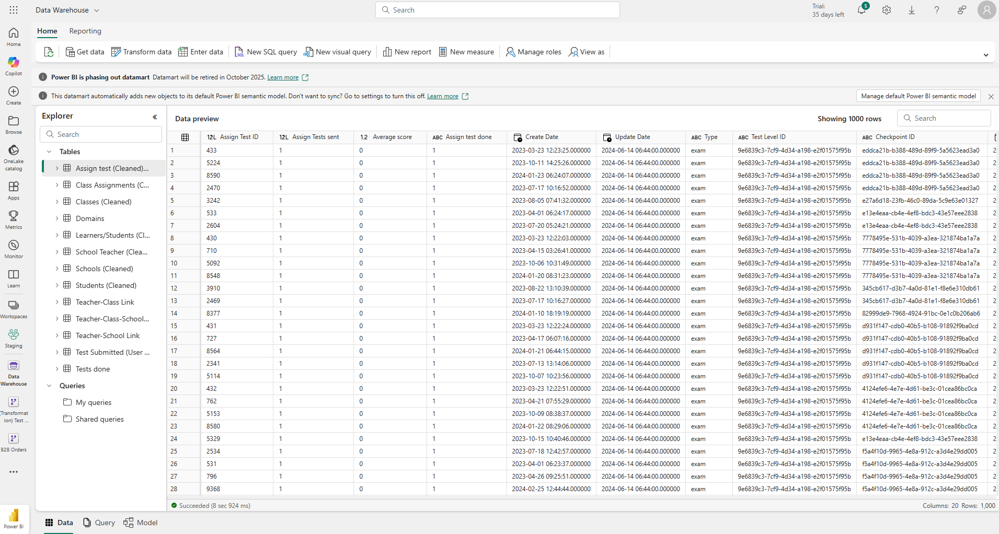 Data Warehouse
Search
Trial:
35 days left
5
Home
Reporting
Get data
Transform data
Enter data
New SQL query
New visual query
New report
New measure
Manage roles
View as
Power BI is phasing out datamart Datamart will be retired in October 2025. Learn more
This datamart automatically adds new objects to its default Power BI semantic model. Don't want to sync? Go to settings to turn this off. Learn more
Manage default Power BI semantic model
Home
Copilot
Create
Browse
OneLake
catalog
Apps
Metrics
Monitor
Learn
Workspaces
Staging
Data
Warehouse
(Transformat
ion) Test ...
B2B Orders
Power BI
Explorer
Search
Tables
Assign test (Cleaned)...
Class Assignments (C...
Classes (Cleaned)
Domains
Learners/Students (Cl...
School Teacher (Clea...
Schools (Cleaned)
Students (Cleaned)
Teacher-Class Link
Teacher-Class-School...
Teacher-School Link
Test Submitted (User ...
Tests done
Queries
My queries
Shared queries
Data preview
Showing 1000 rows
Search
12L Assign Test ID 12L Assign Tests sent 1.2 Average score ABC Assign test done Create Date Update Date ABC Type ABC Test Level ID ABC Checkpoint ID
1 433 1 0 1 2023-03-23 12:23:25.000000 2024-06-14 06:44:00.000000 exam 9e6839c3-7cf9-4d34-a198-e2f01575f95b eddca21b-b388-489d-89f9-5a5623ead3a0 2
2 5224 1 0 1 2023-10-11 14:25:26.000000 2024-06-14 06:44:00.000000 exam 9e6839c3-7cf9-4d34-a198-e2f01575f95b eddca21b-b388-489d-89f9-5a5623ead3a0 2
3 8590 1 0 1 2024-01-23 06:24:07.000000 2024-06-14 06:44:00.000000 exam 9e6839c3-7cf9-4d34-a198-e2f01575f95b eddca21b-b388-489d-89f9-5a5623ead3a0 2
4 2470 1 0 1 2023-07-17 10:16:52.000000 2024-06-14 06:44:00.000000 exam 9e6839c3-7cf9-4d34-a198-e2f01575f95b eddca21b-b388-489d-89f9-5a5623ead3a0 2
5 3242 1 0 1 2023-08-05 07:41:32.000000 2024-06-14 06:44:00.000000 exam 9e6839c3-7cf9-4d34-a198-e2f01575f95b e27a6d18-23fb-46c0-89da-5c9e63e01327 2
6 533 1 0 1 2023-04-01 06:24:17.000000 2024-06-14 06:44:00.000000 exam 9e6839c3-7cf9-4d34-a198-e2f01575f95b e13e4eaa-cb4e-4ef8-bdc3-43e57eee2838 2
7 2604 1 0 1 2023-07-20 05:24:21.000000 2024-06-14 06:44:00.000000 exam 9e6839c3-7cf9-4d34-a198-e2f01575f95b e13e4eaa-cb4e-4ef8-bdc3-43e57eee2838 2
8 430 1 0 1 2023-03-23 12:22:03.000000 2024-06-14 06:44:00.000000 exam 9e6839c3-7cf9-4d34-a198-e2f01575f95b 7778495e-531b-4039-a3ea-321874ba1a7a 2
9 710 1 0 1 2023-04-15 03:26:41.000000 2024-06-14 06:44:00.000000 exam 9e6839c3-7cf9-4d34-a198-e2f01575f95b 7778495e-531b-4039-a3ea-321874ba1a7a 2
10 5092 1 0 1 2023-10-06 10:31:49.000000 2024-06-14 06:44:00.000000 exam 9e6839c3-7cf9-4d34-a198-e2f01575f95b 7778495e-531b-4039-a3ea-321874ba1a7a 2
11 8548 1 0 1 2024-01-20 08:31:23.000000 2024-06-14 06:44:00.000000 exam 9e6839c3-7cf9-4d34-a198-e2f01575f95b 7778495e-531b-4039-a3ea-321874ba1a7a 2
12 3910 1 0 1 2023-08-22 13:10:39.000000 2024-06-14 06:44:00.000000 exam 9e6839c3-7cf9-4d34-a198-e2f01575f95b 345cb617-d3b7-4a0d-81e1-f8e6e310db61 2
13 2469 1 0 1 2023-07-17 10:16:27.000000 2024-06-14 06:44:00.000000 exam 9e6839c3-7cf9-4d34-a198-e2f01575f95b 345cb617-d3b7-4a0d-81e1-f8e6e310db61 2
14 8377 1 0 1 2024-01-10 18:19:19.000000 2024-06-14 06:44:00.000000 exam 9e6839c3-7cf9-4d34-a198-e2f01575f95b 82999de9-7968-4924-91bc-0e1c0b206ab6 2
15 431 1 0 1 2023-03-23 12:22:24.000000 2024-06-14 06:44:00.000000 exam 9e6839c3-7cf9-4d34-a198-e2f01575f95b d931f147-cdb0-40b5-b108-91892f9ba0cd 2
16 727 1 0 1 2023-04-17 06:07:16.000000 2024-06-14 06:44:00.000000 exam 9e6839c3-7cf9-4d34-a198-e2f01575f95b d931f147-cdb0-40b5-b108-91892f9ba0cd 2
17 8564 1 0 1 2024-01-21 06:44:15.000000 2024-06-14 06:44:00.000000 exam 9e6839c3-7cf9-4d34-a198-e2f01575f95b d931f147-cdb0-40b5-b108-91892f9ba0cd 2
18 2341 1 0 1 2023-07-13 13:14:06.000000 2024-06-14 06:44:00.000000 exam 9e6839c3-7cf9-4d34-a198-e2f01575f95b d931f147-cdb0-40b5-b108-91892f9ba0cd 2
19 5114 1 0 1 2023-10-07 10:23:56.000000 2024-06-14 06:44:00.000000 exam 9e6839c3-7cf9-4d34-a198-e2f01575f95b d931f147-cdb0-40b5-b108-91892f9ba0cd 2
20 432 1 0 1 2023-03-23 12:22:51.000000 2024-06-14 06:44:00.000000 exam 9e6839c3-7cf9-4d34-a198-e2f01575f95b 4124efe6-4e7e-4d61-be3c-01cea86bc0ca 2
21 762 1 0 1 2023-04-21 07:55:29.000000 2024-06-14 06:44:00.000000 exam 9e6839c3-7cf9-4d34-a198-e2f01575f95b 4124efe6-4e7e-4d61-be3c-01cea86bc0ca 2
22 5153 1 0 1 2023-10-09 08:38:37.000000 2024-06-14 06:44:00.000000 exam 9e6839c3-7cf9-4d34-a198-e2f01575f95b 4124efe6-4e7e-4d61-be3c-01cea86bc0ca 2
23 8580 1 0 1 2024-01-22 08:29:06.000000 2024-06-14 06:44:00.000000 exam 9e6839c3-7cf9-4d34-a198-e2f01575f95b 4124efe6-4e7e-4d61-be3c-01cea86bc0ca 2
24 5329 1 0 1 2023-10-15 10:40:46.000000 2024-06-14 06:44:00.000000 exam 9e6839c3-7cf9-4d34-a198-e2f01575f95b e13e4eaa-cb4e-4ef8-bdc3-43e57eee2838 2
25 2534 1 0 1 2023-07-18 12:42:57.000000 2024-06-14 06:44:00.000000 exam 9e6839c3-7cf9-4d34-a198-e2f01575f95b f5a4f10d-9965-4e8a-912c-a3d4e29dd005 2
26 531 1 0 1 2023-04-01 06:23:37.000000 2024-06-14 06:44:00.000000 exam 9e6839c3-7cf9-4d34-a198-e2f01575f95b f5a4f10d-9965-4e8a-912c-a3d4e29dd005 2
27 796 1 0 1 2023-04-26 09:25:51.000000 2024-06-14 06:44:00.000000 exam 9e6839c3-7cf9-4d34-a198-e2f01575f95b f5a4f10d-9965-4e8a-912c-a3d4e29dd005 2
28 9368 1 0 1 2024-02-25 12:44:44.000000 2024-06-14 06:44:00.000000 exam 9e6839c3-7cf9-4d34-a198-e2f01575f95b f5a4f10d-9965-4e8a-912c-a3d4e29dd005 2
Succeeded (8 sec 924 ms)
Columns: 20 Rows: 1,000
Data
Query
Model